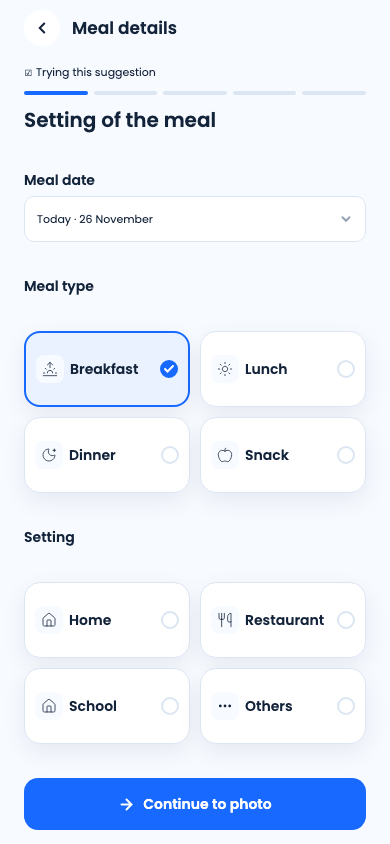 Meal details
☑ Trying this suggestion
Setting of the meal
Meal date
Today · 26 November
Meal type
Breakfast
Lunch
Dinner
Snack
Setting
Home
Restaurant
School
Others
Continue to photo